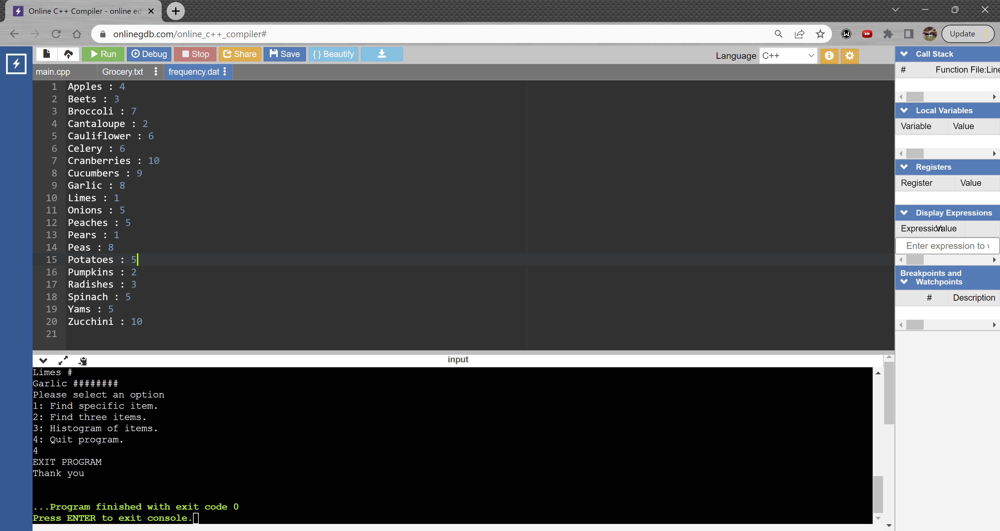 Online C++ Compiler - online ed
onlinegdb.com/online_c++_compiler#
Update
Run Debug Stop Share Save { } Beautify
Language C++
main.cpp Grocery.txt frequency.dat
1 Apples : 4
2 Beets : 3
3 Broccoli : 7
4 Cantaloupe : 2
5 Cauliflower : 6
6 Celery : 6
7 Cranberries : 10
8 Cucumbers : 9
9 Garlic : 8
10 Limes : 1
11 Onions : 5
12 Peaches : 5
13 Pears : 1
14 Peas : 8
15 Potatoes : 5
16 Pumpkins : 2
17 Radishes : 3
18 Spinach : 5
19 Yams : 5
20 Zucchini : 10
21
input
Limes #
Garlic ########
Please select an option
1: Find specific item.
2: Find three items.
3: Histogram of items.
4: Quit program.
4
EXIT PROGRAM
Thank you
...Program finished with exit code 0
Press ENTER to exit console.
Call Stack
# Function File:Line
Local Variables
Variable Value
Registers
Register Value
Display Expressions
Expression Value
Enter expression to
Breakpoints and
Watchpoints
# Description